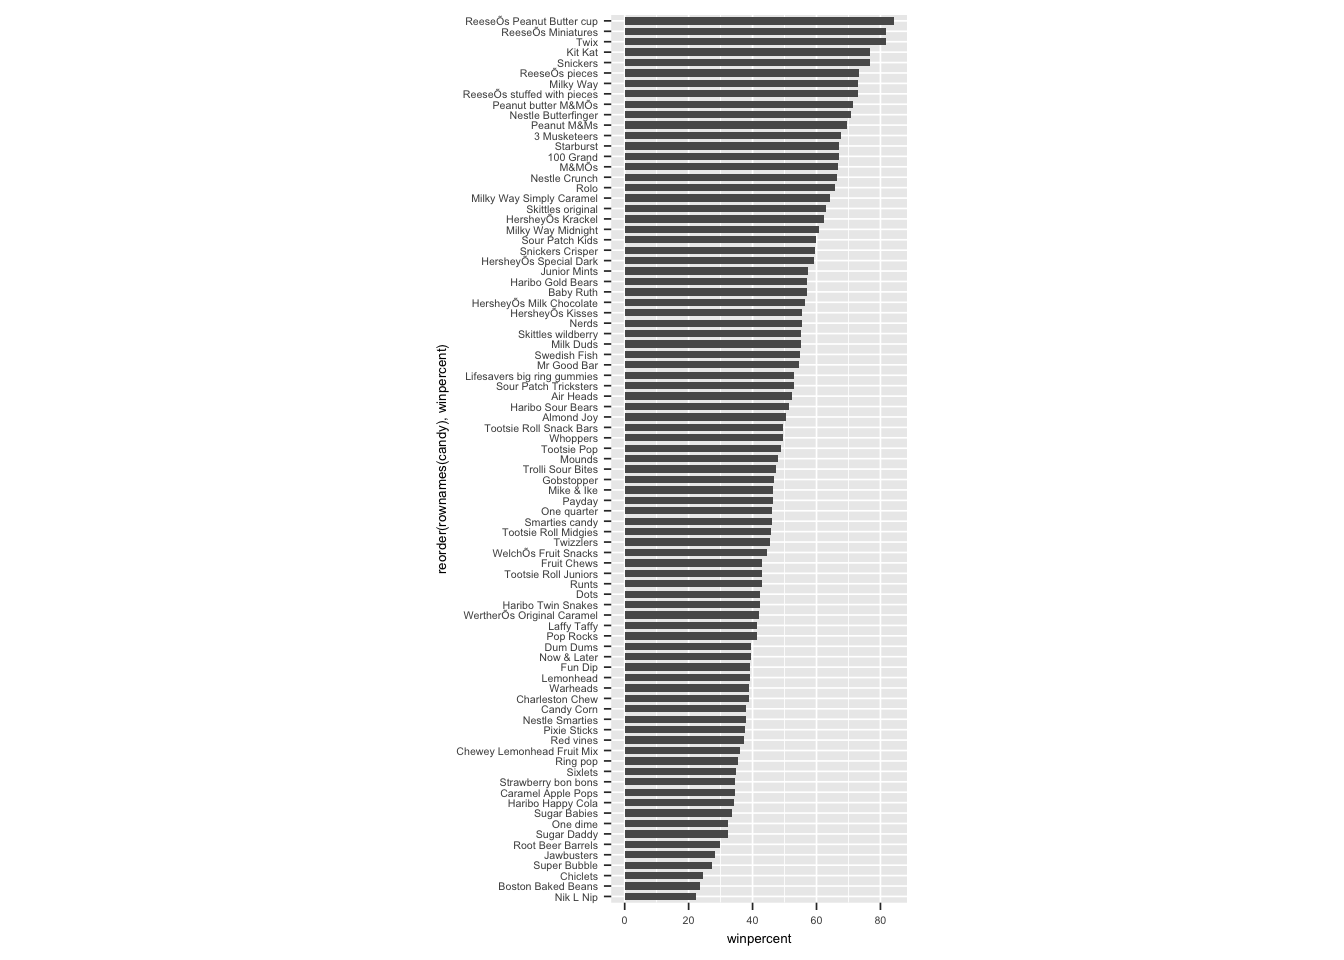 ReeseÕs Peanut Butter cup
ReeseÕs Miniatures
Twix
Kit Kat
Snickers
ReeseÕs pieces
Milky Way
ReeseÕs stuffed with pieces
Peanut butter M&MÕs
Nestle Butterfinger
Peanut M&Ms
3 Musketeers
Starburst
100 Grand
M&MÕs
Nestle Crunch
Rolo
Milky Way Simply Caramel
Skittles original
HersheyÕs Krackel
Milky Way Midnight
Sour Patch Kids
Snickers Crisper
HersheyÕs Special Dark
Junior Mints
Haribo Gold Bears
Baby Ruth
HersheyÕs Milk Chocolate
HersheyÕs Kisses
Nerds
Skittles wildberry
Milk Duds
Swedish Fish
Mr Good Bar
Lifesavers big ring gummies
Sour Patch Tricksters
Air Heads
Haribo Sour Bears
Almond Joy
Tootsie Roll Snack Bars
Whoppers
Tootsie Pop
Mounds
Trolli Sour Bites
Gobstopper
Mike & Ike
Payday
One quarter
Smarties candy
Tootsie Roll Midgies
Twizzlers
WelchÕs Fruit Snacks
Fruit Chews
Tootsie Roll Juniors
Runts
Dots
Haribo Twin Snakes
WertherÕs Original Caramel
Laffy Taffy
Pop Rocks
Dum Dums
Now & Later
Fun Dip
Lemonhead
Warheads
Charleston Chew
Candy Corn
Nestle Smarties
Pixie Sticks
Red vines
Chewey Lemonhead Fruit Mix
Ring pop
Sixlets
Strawberry bon bons
Caramel Apple Pops
Haribo Happy Cola
Sugar Babies
One dime
Sugar Daddy
Root Beer Barrels
Jawbusters
Super Bubble
Chiclets
Boston Baked Beans
Nik L Nip
reorder(rownames(candy), winpercent)
0 20 40 60 80
winpercent